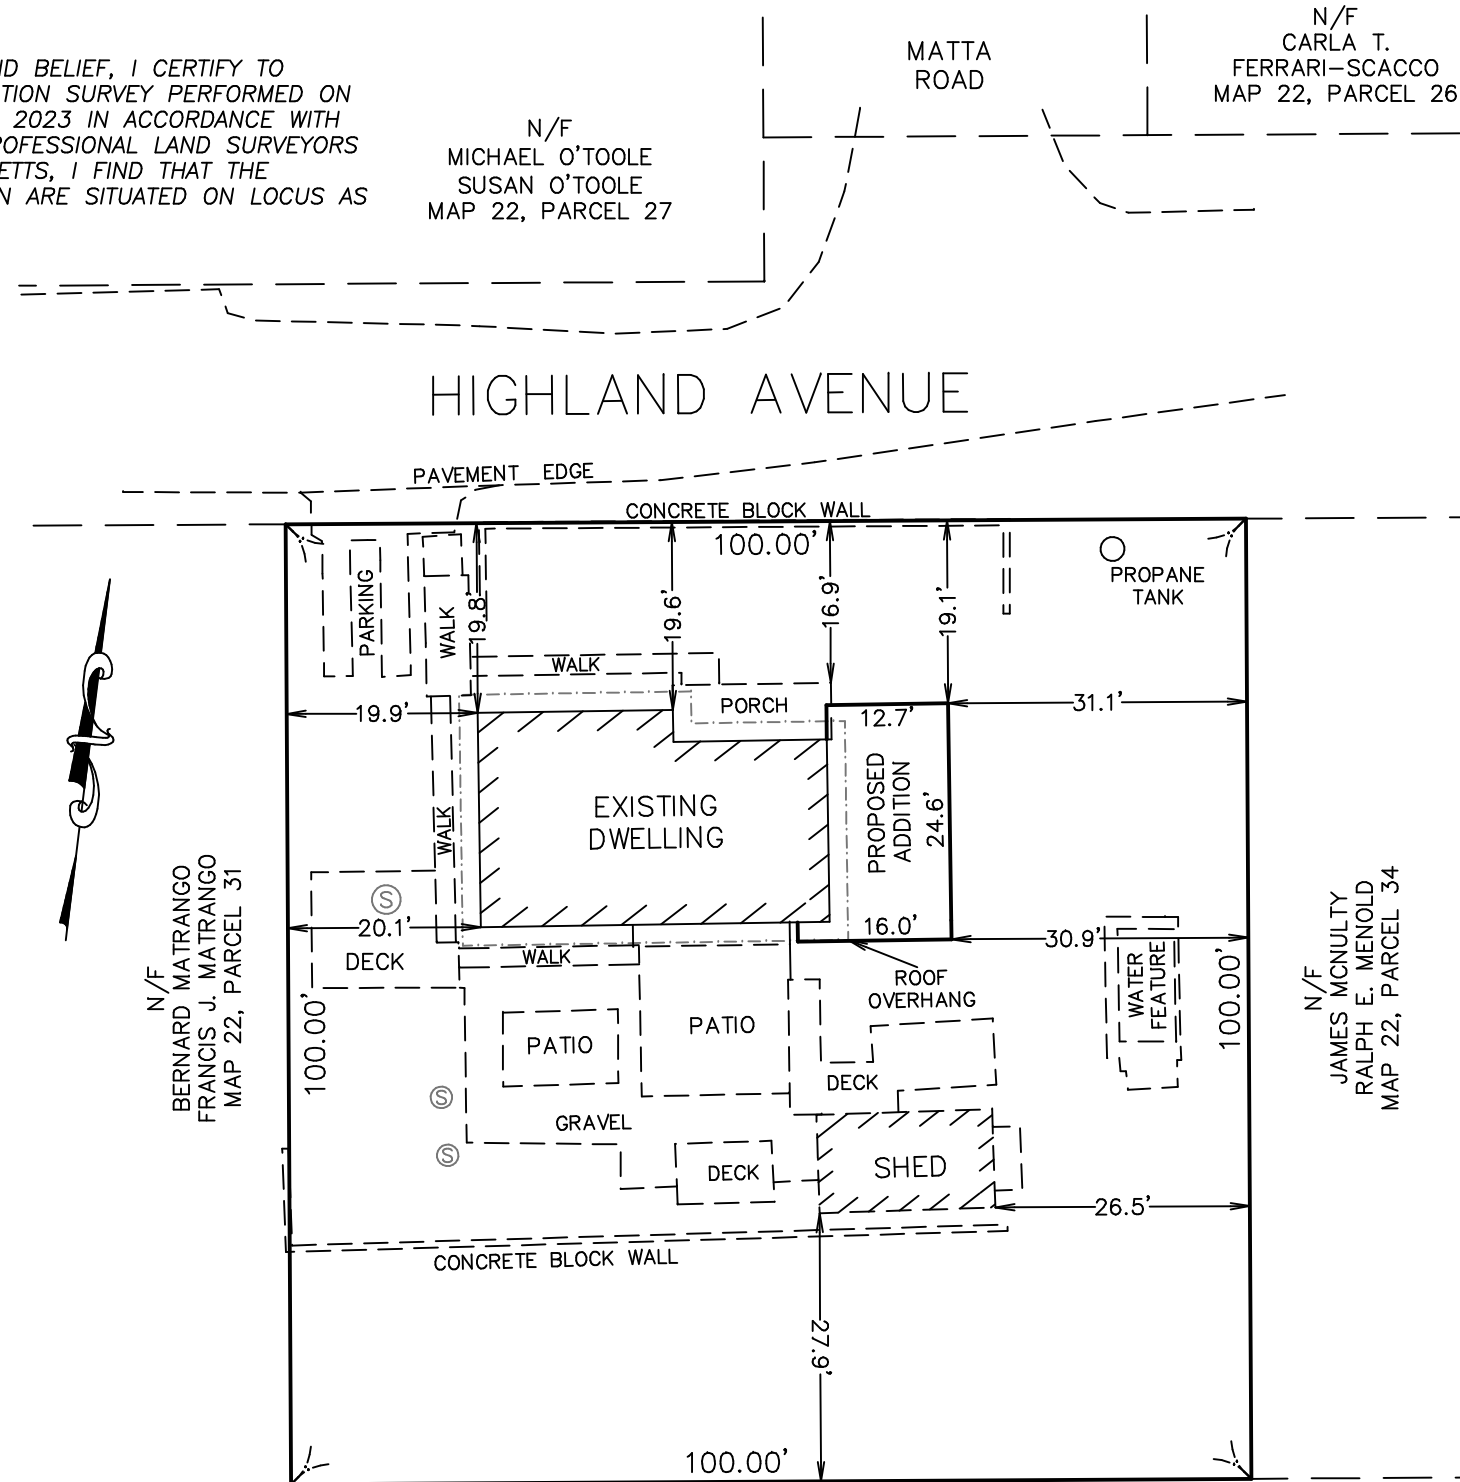 ND BELIEF, I CERTIFY TO
TION SURVEY PERFORMED ON
2023 IN ACCORDANCE WITH
ROFESSIONAL LAND SURVEYORS
ETTS, I FIND THAT THE
N ARE SITUATED ON LOCUS AS
N/F
MICHAEL O'TOOLE
SUSAN O'TOOLE
MAP 22, PARCEL 27
MATTA
ROAD
N/F
CARLA T.
FERRARI-SCACCO
MAP 22, PARCEL 26
HIGHLAND AVENUE
PAVEMENT EDGE
CONCRETE BLOCK WALL
100.00'
PROPANE
TANK
PARKING
WALK
19.8'
19.6'
16.9'
19.1'
WALK
PORCH
19.9'
12.7'
31.1'
EXISTING
DWELLING
PROPOSED
ADDITION
24.6'
WALK
S
20.1'
16.0'
30.9'
DECK
WALK
ROOF
OVERHANG
WATER
FEATURE
N/F
BERNARD MATRANGO
FRANCIS J. MATRANGO
MAP 22, PARCEL 31
100.00'
100.00'
N/F
JAMES MCNULTY
RALPH E. MENOLD
MAP 22, PARCEL 34
PATIO
PATIO
DECK
S
GRAVEL
S
DECK
SHED
26.5'
CONCRETE BLOCK WALL
27.9'
100.00'